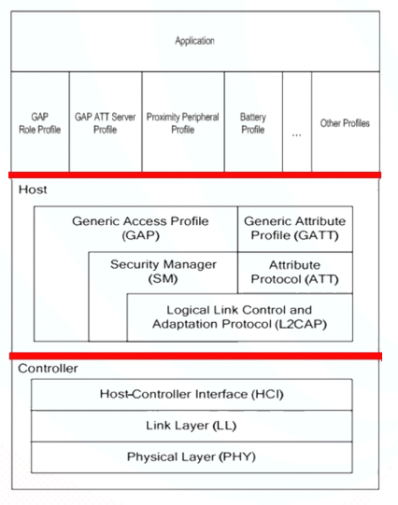 Application
GAP
Role Profile
GAP ATT Server
Profile
Proximity Peripheral
Profile
Battery
Profile
...
Other Profiles
Host
Generic Access Profile
(GAP)
Generic Attribute
Profile (GATT)
Security Manager
(SM)
Attribute
Protocol (ATT)
Logical Link Control and
Adaptation Protocol (L2CAP)
Controller
Host-Controller Interface (HCI)
Link Layer (LL)
Physical Layer (PHY)